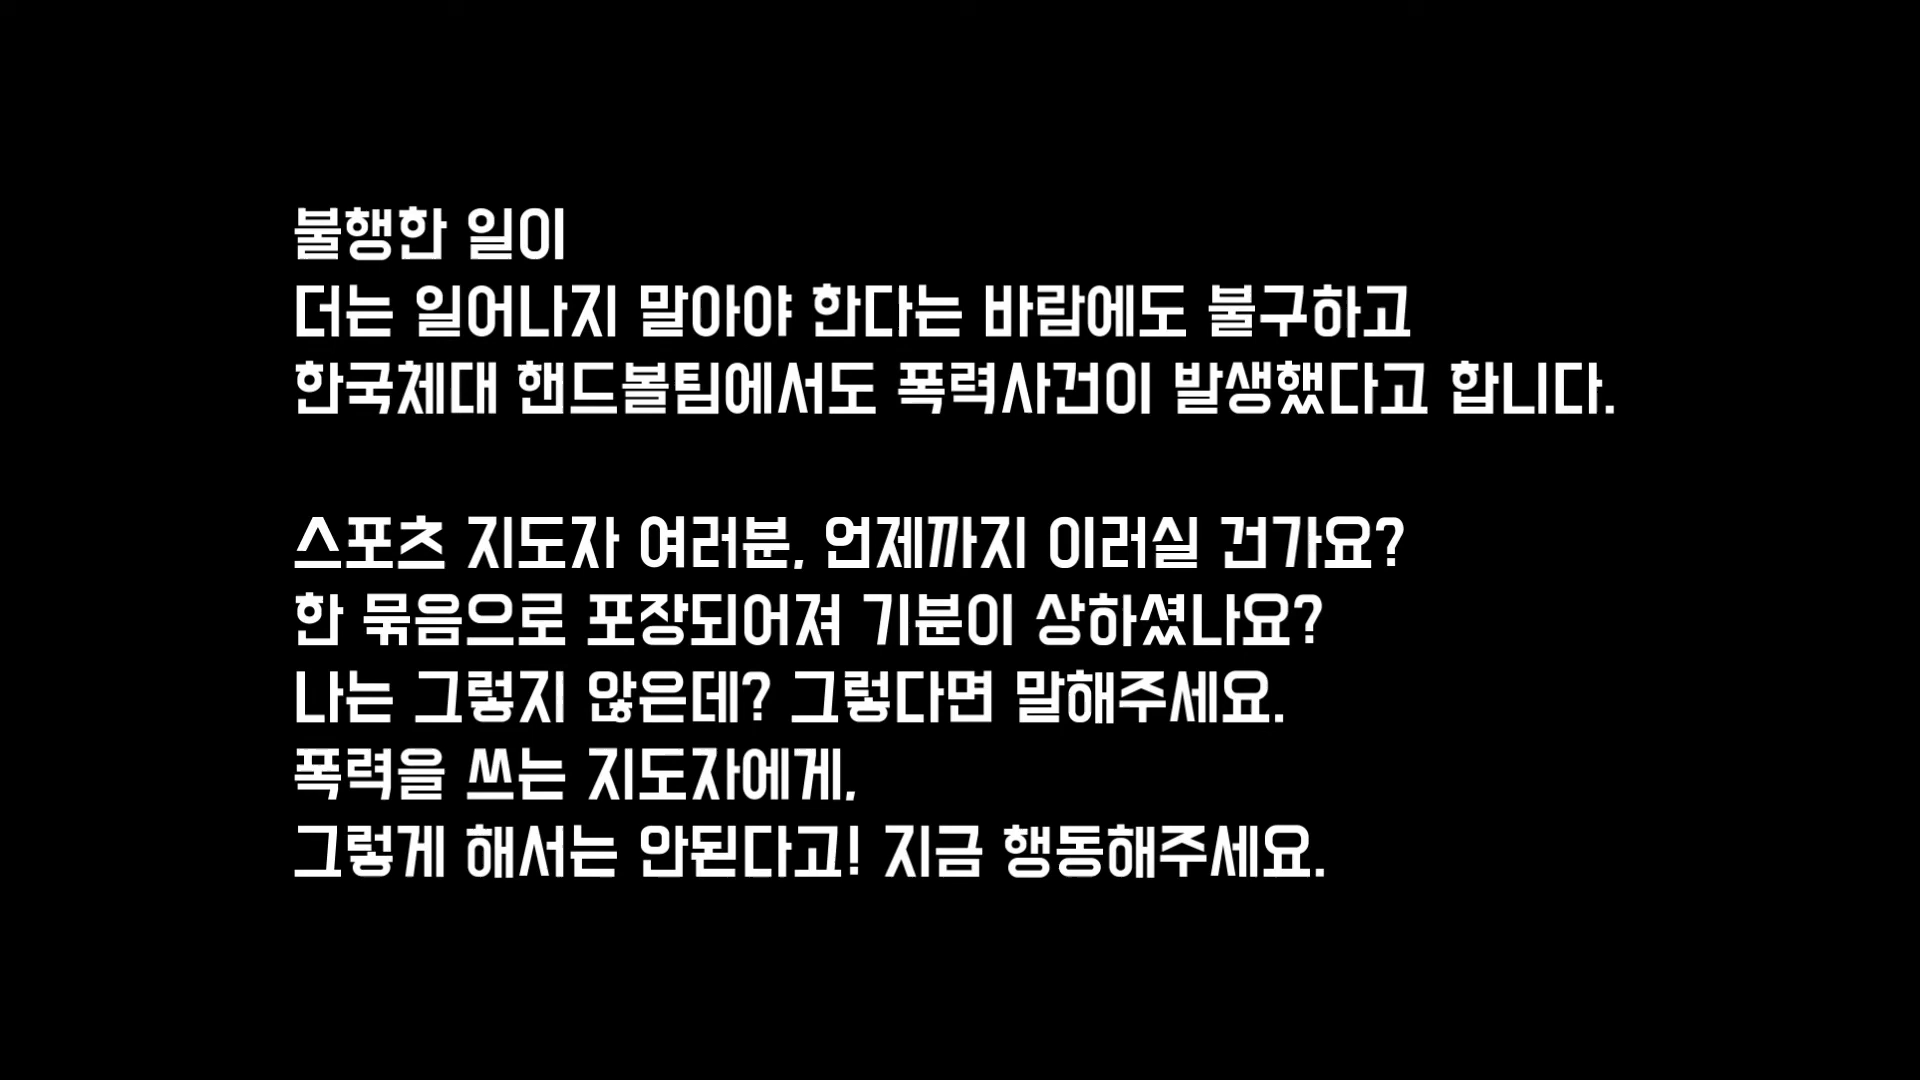 불행한 일이
더는 일어나지 말아야 한다는 바람에도 불구하고
한국체대 핸드볼팀에서도 폭력사건이 발생했다고 합니다.
스포츠 지도자 여러분, 언제까지 이러실 건가요?
한 묶음으로 포장되어져 기분이 상하셨나요?
나는 그렇지 않은데? 그렇다면 말해주세요.
폭력을 쓰는 지도자에게,
그렇게 해서는 안된다고! 지금 행동해주세요.